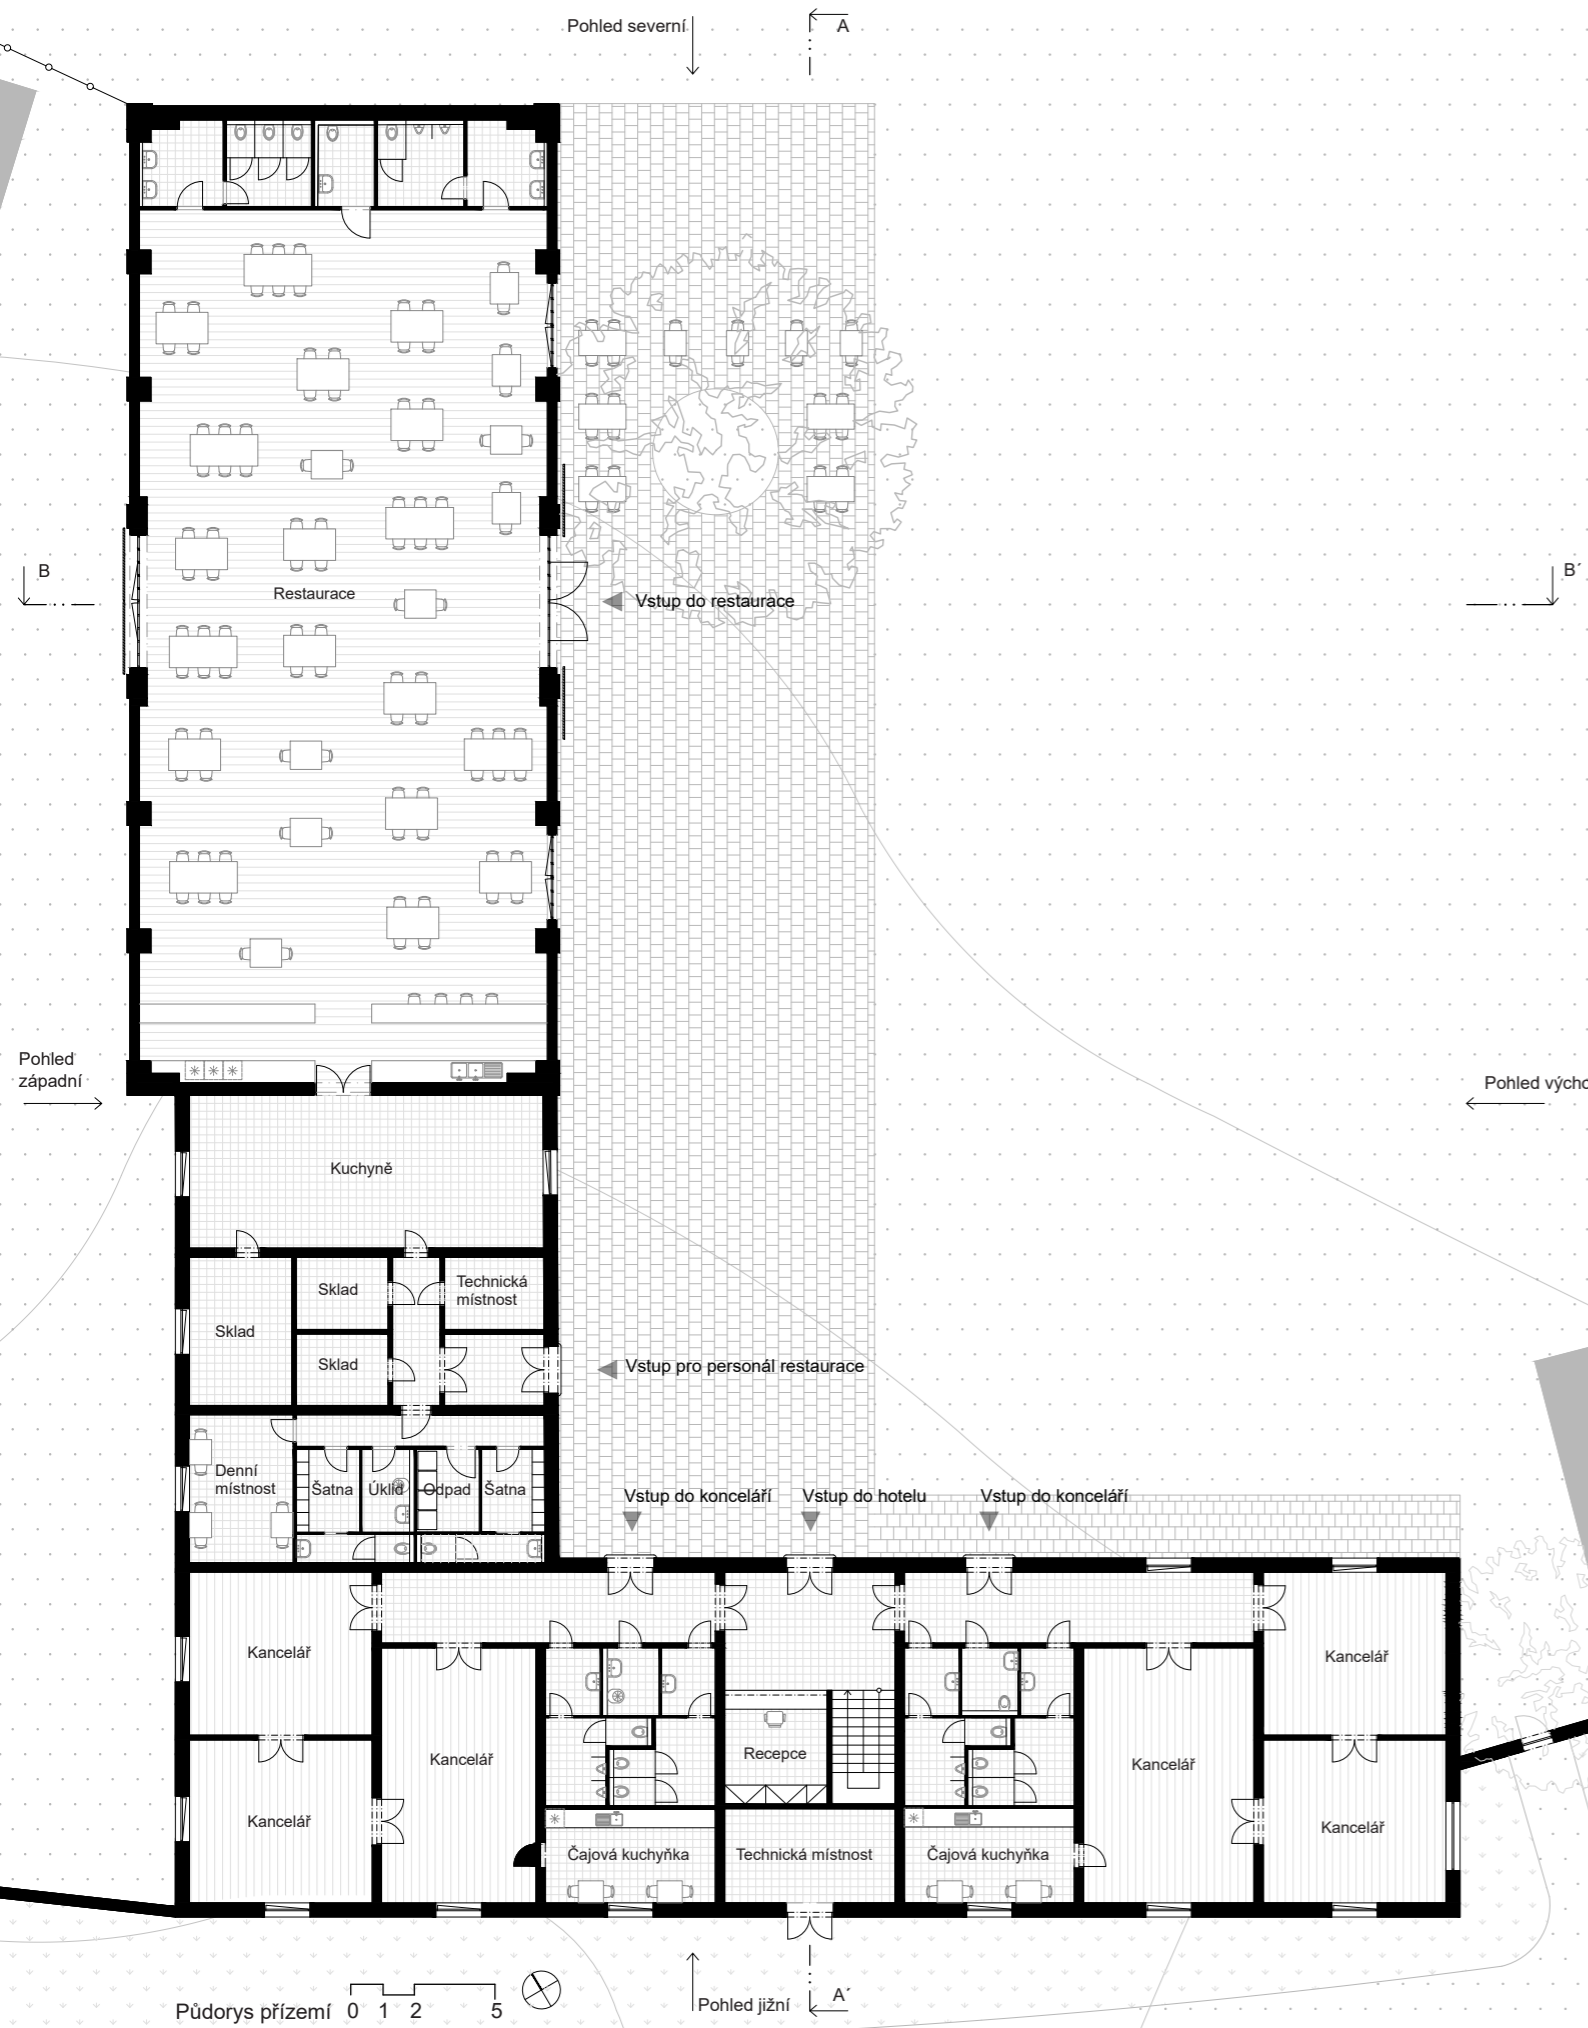 Pohled severní
A
B
Restaurace
Vstup do restaurace
B´
Pohled
západní
Pohled výcho
Kuchyně
Sklad
Technická
místnost
Sklad
Sklad
Vstup pro personál restaurace
Denní
místnost
Šatna
Úklid
Odpad
Šatna
Vstup do konceláří
Vstup do hotelu
Vstup do konceláří
Kancelář
Kancelář
Kancelář
Recepce
Kancelář
Kancelář
Kancelář
Čajová kuchyňka
Technická místnost
Čajová kuchyňka
Půdorys přízemí
0 1 2 5
Pohled jižní
A´